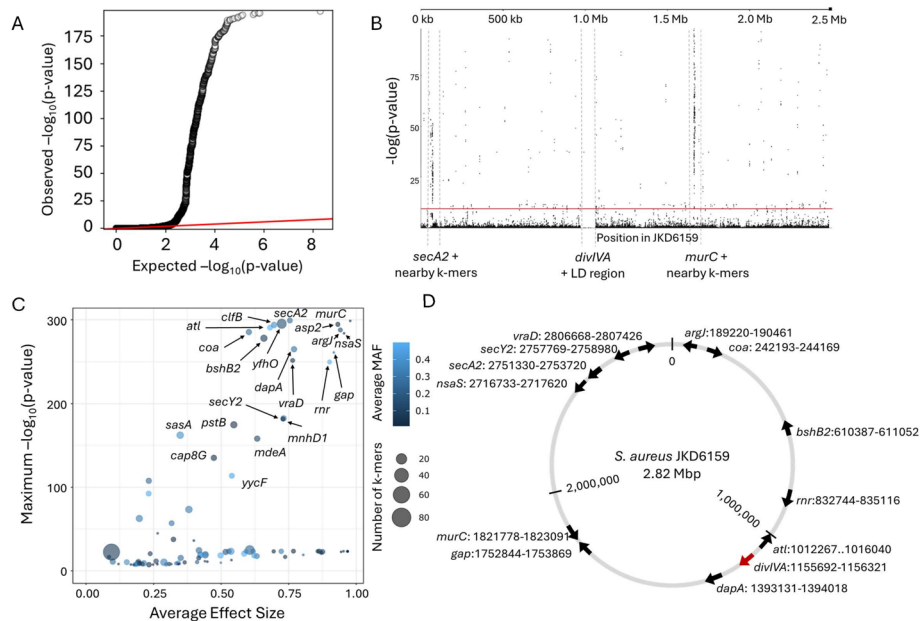 A
Observed –log10(p-value)
175
150
125
100
75
50
25
0
0
2
4
6
8
Expected –log10(p-value)
B
0 kb
500 kb
1.0 Mb
1.5 Mb
2.0 Mb
2.5 Mb
-log(p-value)
75
50
25
Position in JKD6159
secA2 +
nearby k-mers
divIVA
+ LD region
murC +
nearby k-mers
C
Maximum –log10(p-value)
300
200
100
0
0.00
0.25
0.50
0.75
1.00
Average Effect Size
clfB
secA2
murC
atl
asp2
coa
argJ
nsaS
bshB2
yfhO
dapA
gap
vraD
rnr
secY2
sasA
pstB
mnhD1
mdeA
cap8G
yycF
Average MAF
0.4
0.3
0.2
0.1
Number of k-mers
20
40
60
80
D
vraD: 2806668-2807426
secY2: 2757769-2758980
secA2: 2751330-2753720
nsaS: 2716733-2717620
argJ:189220-190461
coa: 242193-244169
0
bshB2:610387-611052
S. aureus JKD6159
2.82 Mbp
2,000,000
1,000,000
rnr:832744-835116
murC: 1821778-1823091
gap:1752844-1753869
atl:1012267..1016040
divIVA:1155692-1156321
dapA: 1393131-1394018